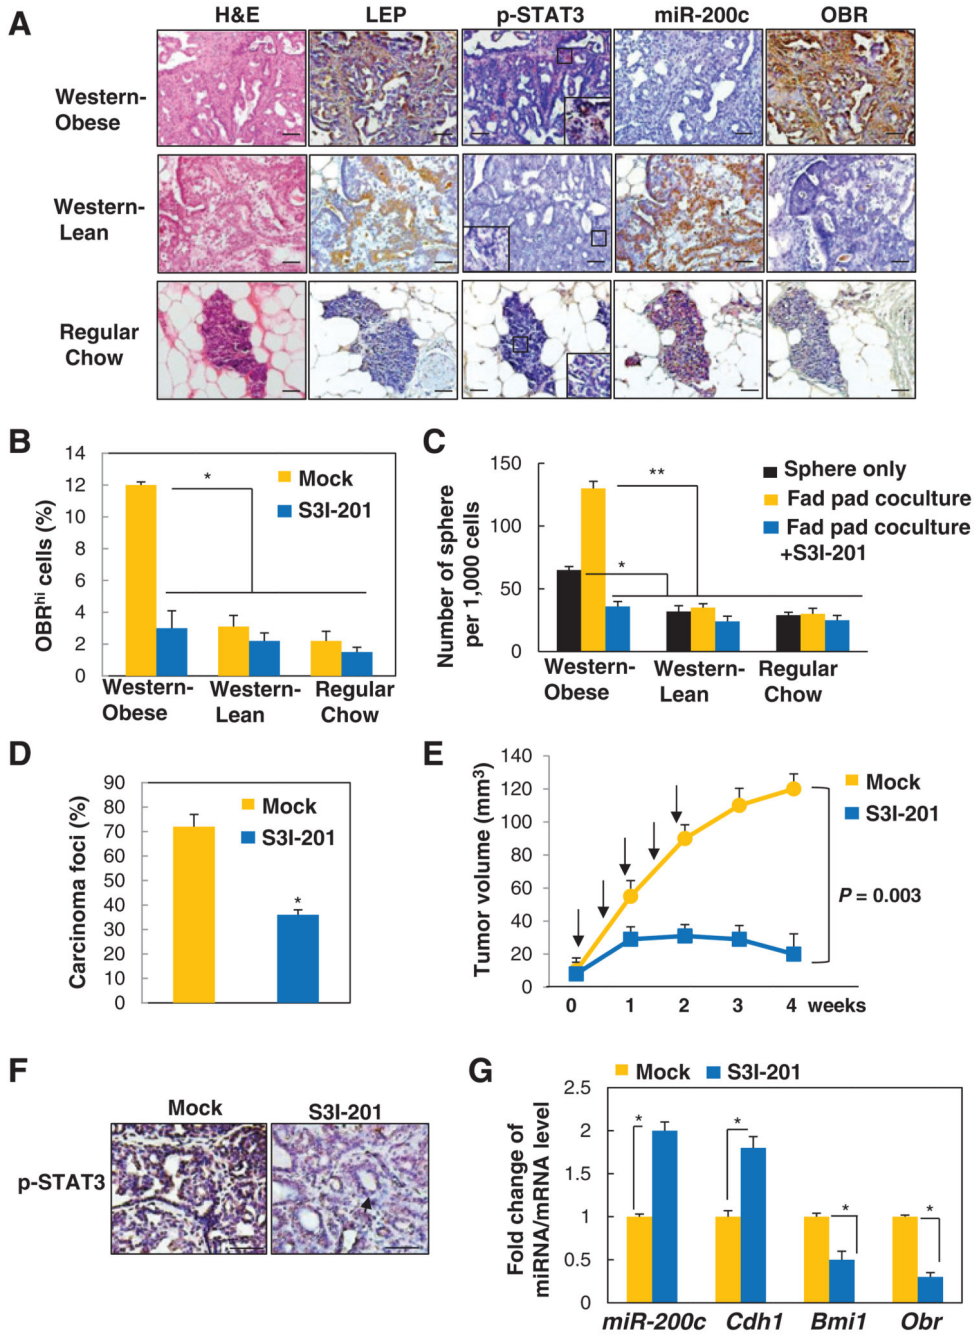 A
H&E LEP p-STAT3 miR-200c OBR
Western-
Obese
Western-
Lean
Regular
Chow
B
OBRhi cells (%)
14
12
10
8
6
4
2
0
*
Mock
S3I-201
Western-
Obese
Western-
Lean
Regular
Chow
C
Number of sphere
per 1,000 cells
150
100
50
0
**
*
Sphere only
Fad pad coculture
Fad pad coculture
+S3I-201
Western-
Obese
Western-
Lean
Regular
Chow
D
Carcinoma foci (%)
90
80
70
60
50
40
30
20
10
0
Mock
S3I-201
*
E
Tumor volume (mm3)
140
120
100
80
60
40
20
0
Mock
S3I-201
P = 0.003
0 1 2 3 4 weeks
F
Mock S3I-201
p-STAT3
G
Mock S3I-201
Fold change of
miRNA/mRNA level
2.5
2
1.5
1
0.5
0
* * * *
miR-200c Cdh1 Bmi1 Obr